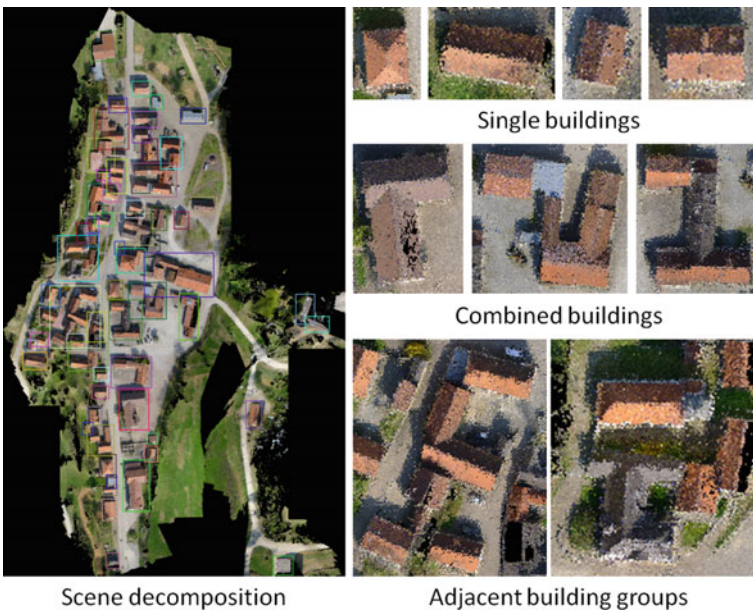 Single buildings
Combined buildings
Scene decomposition
Adjacent building groups